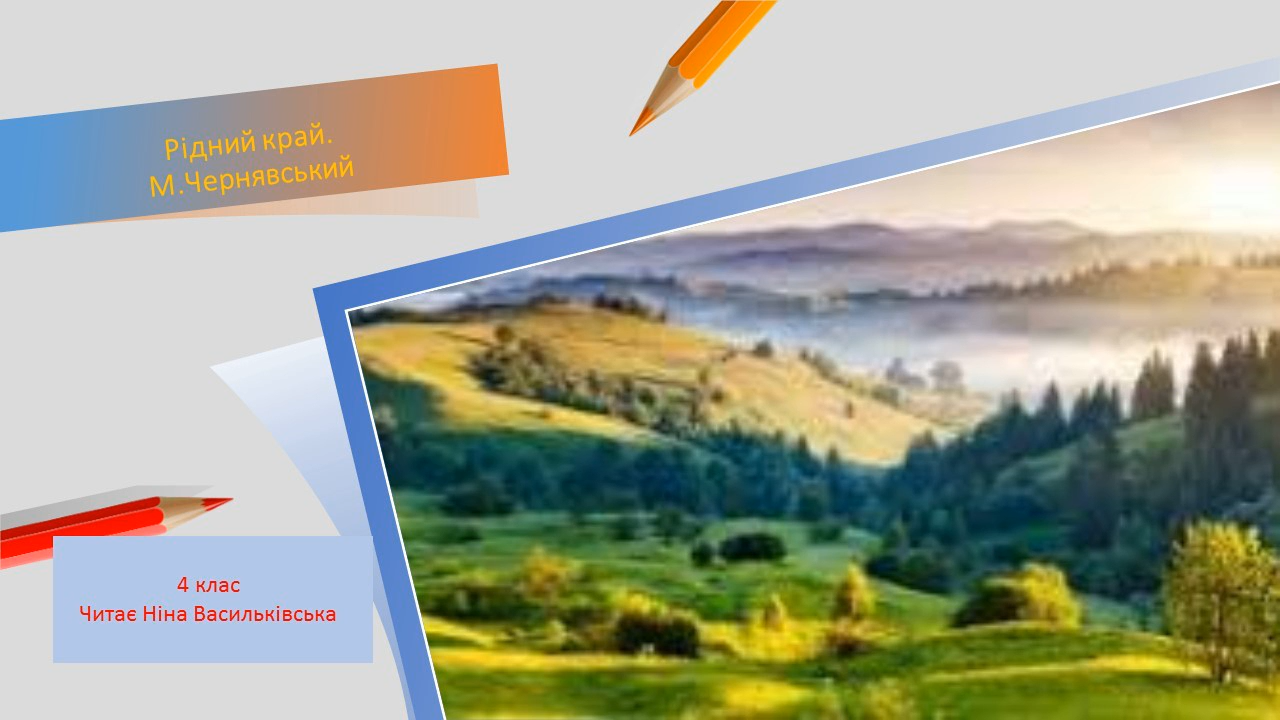 Рідний край.
М.Чернявський
4 клас
Читає Ніна Васильківська